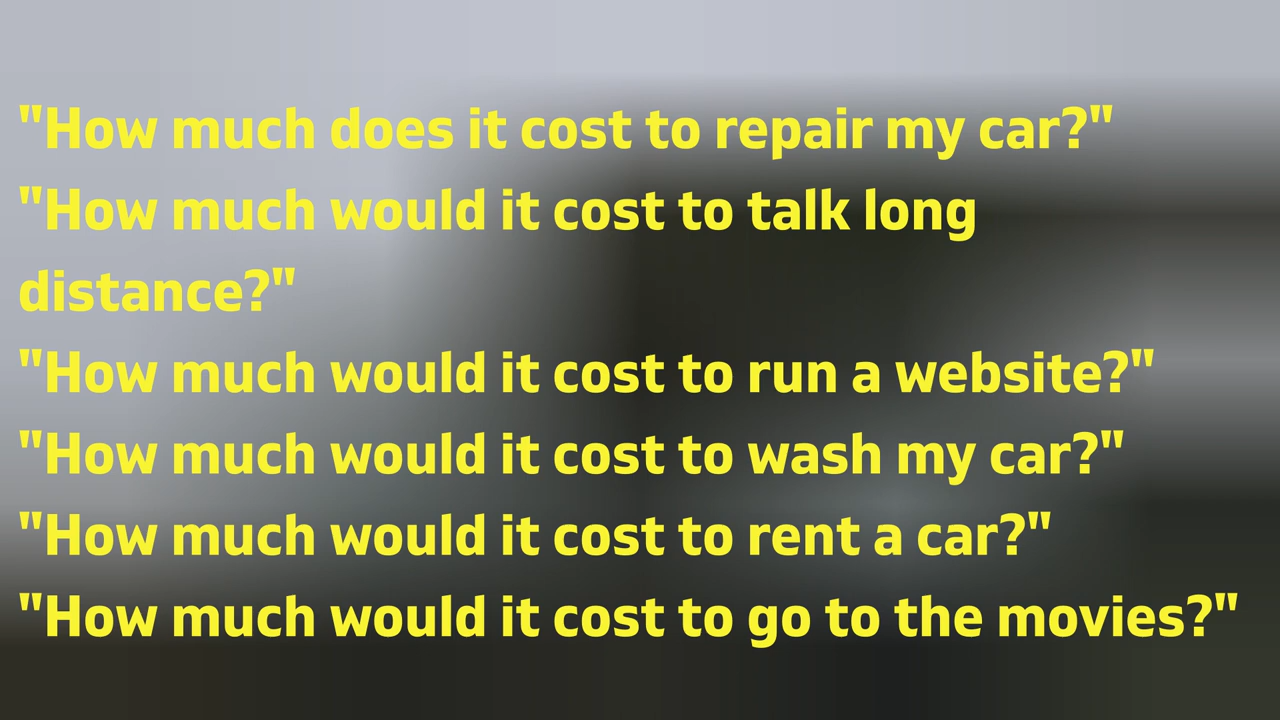 "How much does it cost to repair my car?"
"How much would it cost to talk long
distance?"
"How much would it cost to run a website?"
"How much would it cost to wash my car?"
"How much would it cost to rent a car?"
"How much would it cost to go to the movies?"